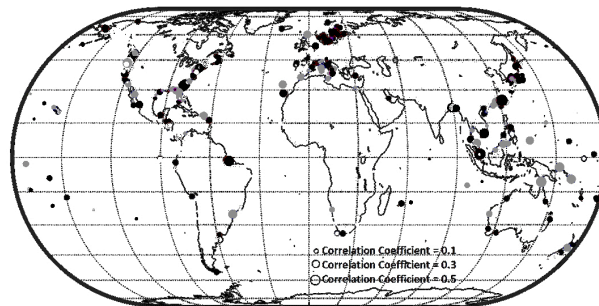 Correlation Coefficient = 0.1
Correlation Coefficient = 0.3
Correlation Coefficient = 0.5